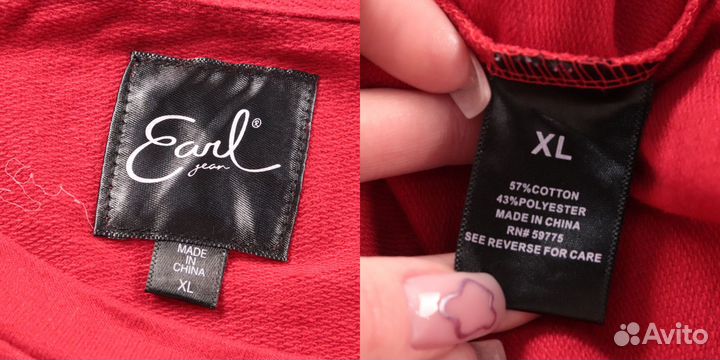 Earl®
jean
MADE IN
CHINA
XL
XL
57%COTTON
43%POLYESTER
MADE IN CHINA
RN# 59775
SEE REVERSE FOR CARE
Avito